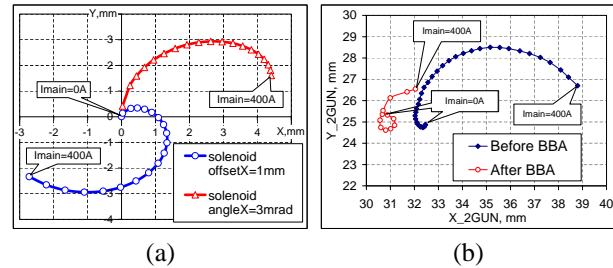 Y,mm
4
3
2
1
0
-3
-4
-3 -2 -1 0 1 2 3 4
X,mm
Imain=0A
Imain=400A
Imain=400A
solenoid
offsetX=1mm
solenoid
angleX=3mrad
(a)
Y_2GUN, mm
30
29
28
27
26
25
24
23
22
30 31 32 33 34 35 36 37 38 39 40
X_2GUN, mm
Imain=400A
Imain=0A
Imain=400A
Before BBA
After BBA
(b)